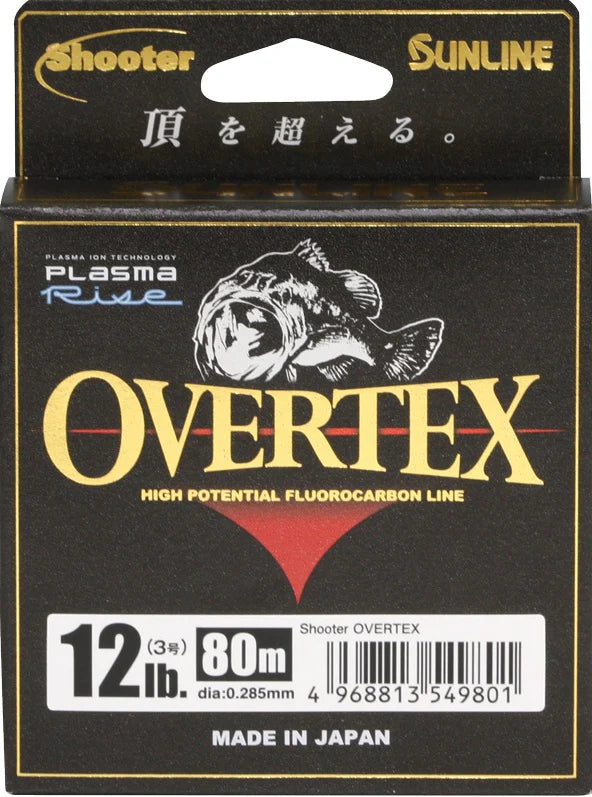 Shooter
SUNLINE
頂を超える。
PLASMA ION TECHNOLOGY
PLASMA
Rise
OVERTEX
HIGH POTENTIAL FLUOROCARBON LINE
12lb.
(3号)
80m
dia:0.285mm
Shooter OVERTEX
4 968813 549801
MADE IN JAPAN